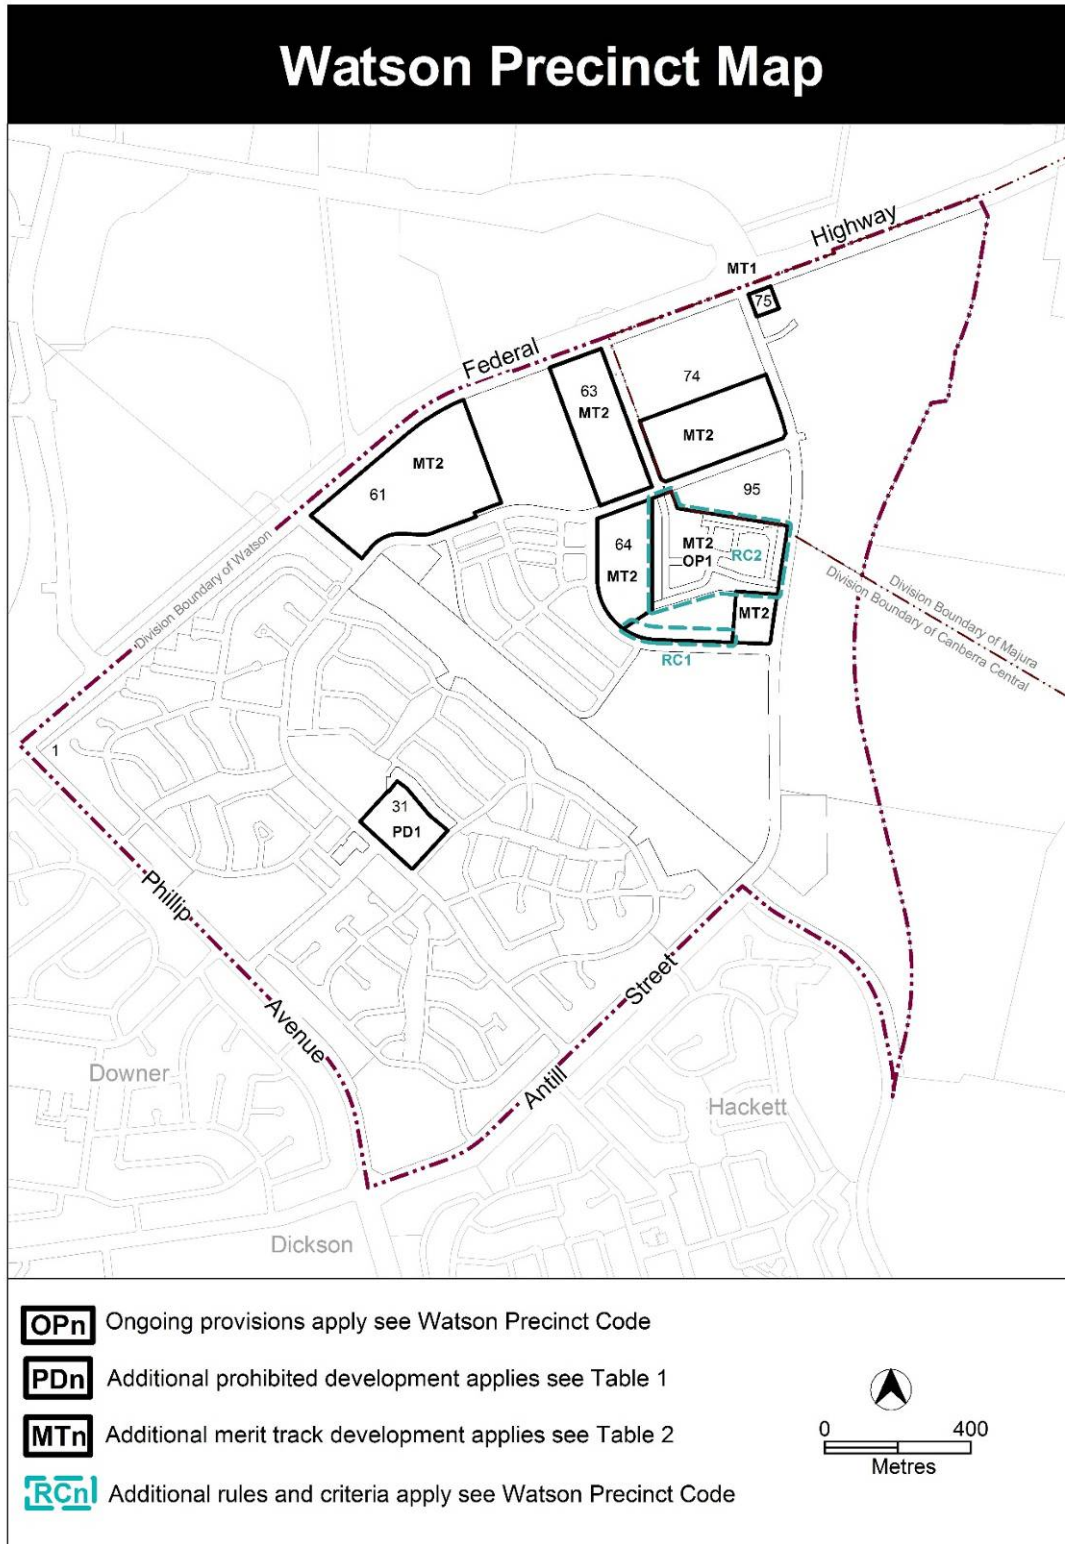 Watson Precinct Map
Highway
MT1
75
Federal
74
63
MT2
MT2
MT2
61
95
64
MT2
MT2
OP1
RC2
MT2
RC1
Division Boundary of Watson
Division Boundary of Majura
Division Boundary of Canberra Central
1
31
PD1
Phillip
Avenue
Street
Antill
Downer
Hackett
Dickson
OPn Ongoing provisions apply see Watson Precinct Code
PDn Additional prohibited development applies see Table 1
MTn Additional merit track development applies see Table 2
RCn Additional rules and criteria apply see Watson Precinct Code
0 400
Metres